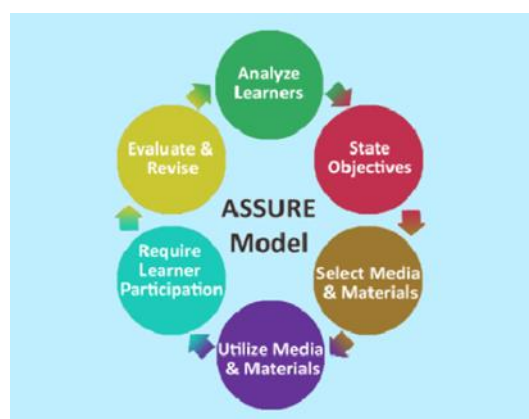 Analyze
Learners
State
Objectives
Select Media
& Materials
Utilize Media
& Materials
Require
Learner
Participation
Evaluate &
Revise
ASSURE
Model